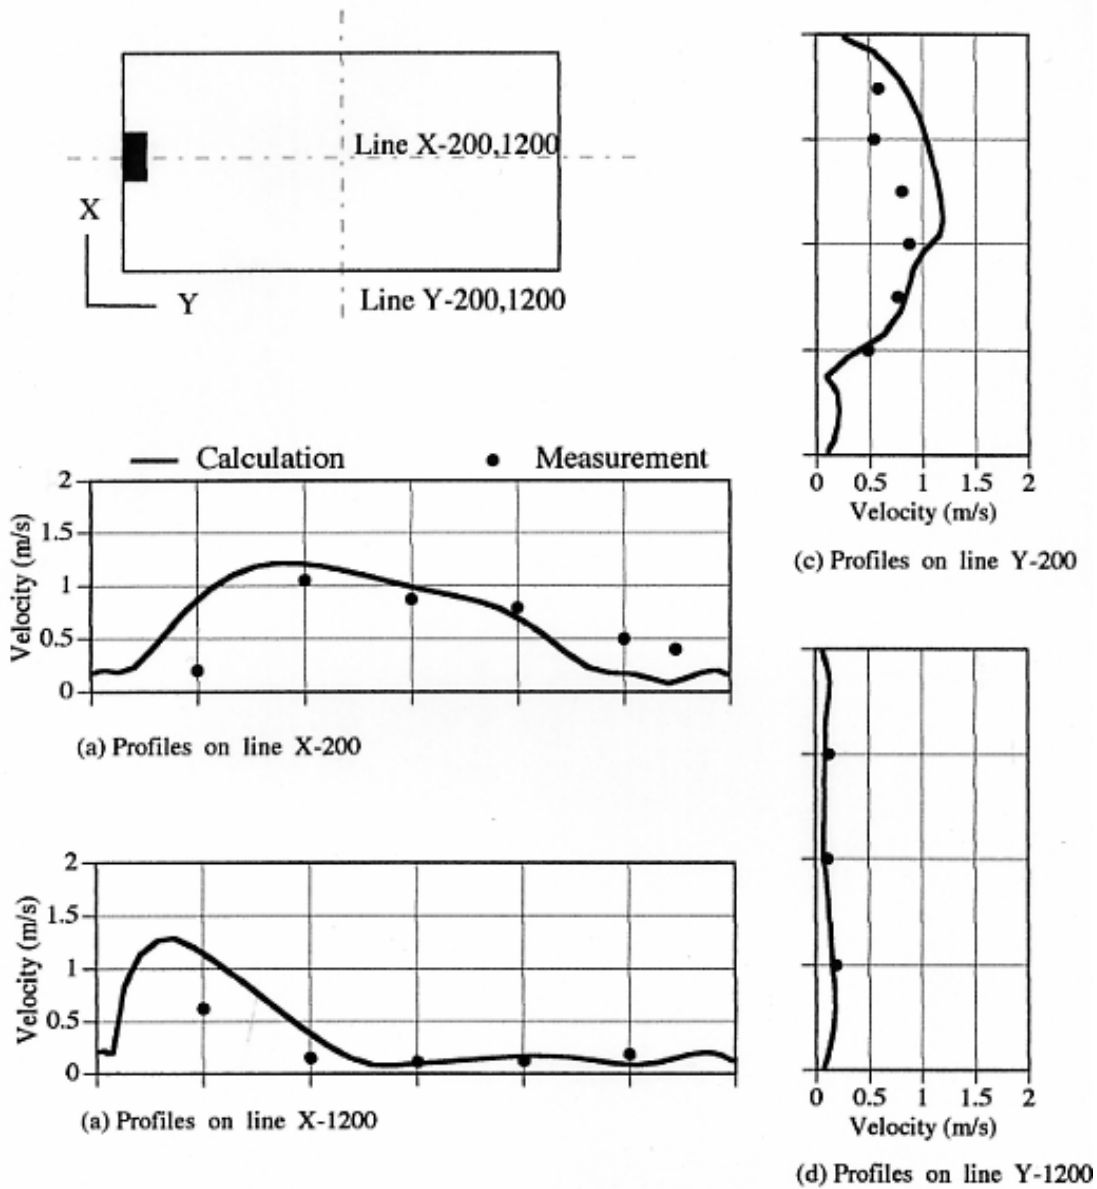 Line X-200,1200
X
Y
Line Y-200,1200
Calculation
Measurement
2
1.5
1
0.5
0
Velocity (m/s)
(a) Profiles on line X-200
2
1.5
1
0.5
0
Velocity (m/s)
(a) Profiles on line X-1200
0 0.5 1 1.5 2
Velocity (m/s)
(c) Profiles on line Y-200
0 0.5 1 1.5 2
Velocity (m/s)
(d) Profiles on line Y-1200